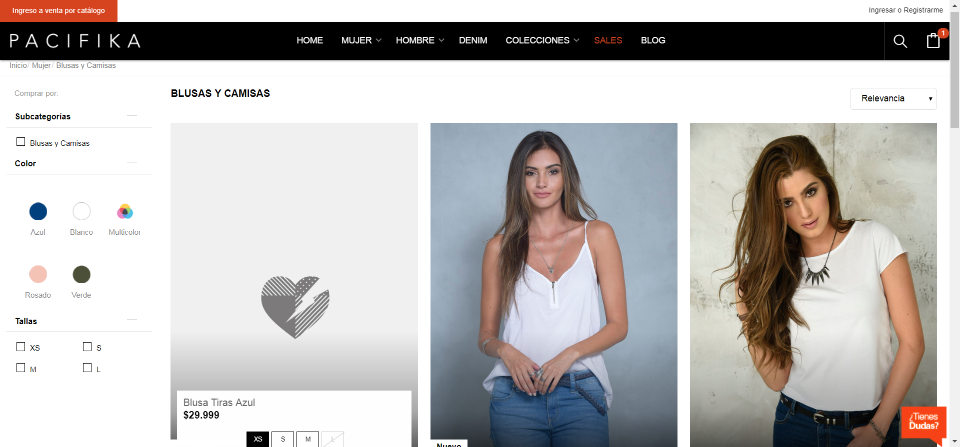 Ingreso a venta por catálogo
Ingresar o Registrarme
PACIFIKA
HOME MUJER HOMBRE DENIM COLECCIONES SALES BLOG
1
Inicio/ Mujer/ Blusas y Camisas
Comprar por:
BLUSAS Y CAMISAS
Relevancia
Subcategorías
Blusas y Camisas
Color
Azul Blanco Multicolor
Rosado Verde
Tallas
XS S
M L
Blusa Tiras Azul
$29.999
XS S M L
Nuevo
¿Tienes
Dudas?